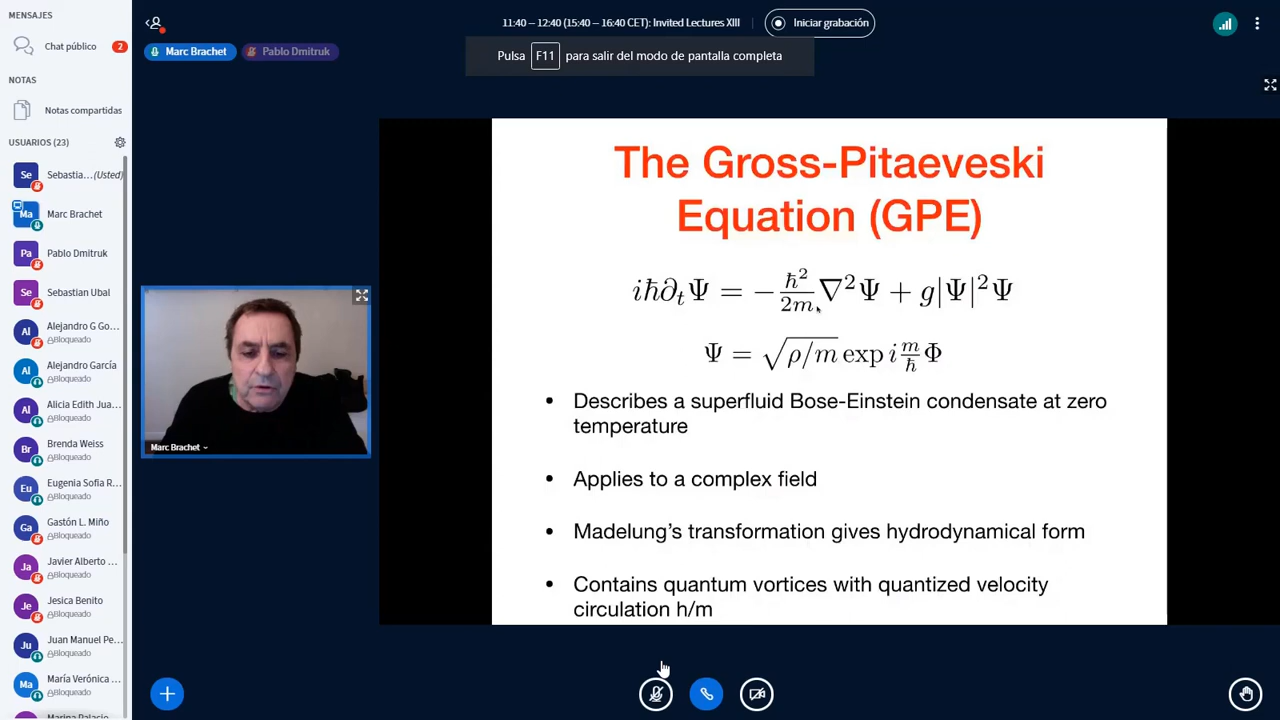 MENSAJES
Chat público
2
NOTAS
Notas compartidas
USUARIOS (23)
Se
Sebastia... (Usted)
Ma
Marc Brachet
Pa
Pablo Dmitruk
Se
Sebastian Ubal
Al
Alejandro G Go...
Bloqueado
Al
Alejandro García
Bloqueado
Al
Alicia Edith Jua...
Bloqueado
Br
Brenda Weiss
Bloqueado
Eu
Eugenia Sofia R...
Bloqueado
Ga
Gastón L. Miño
Bloqueado
Ja
Javier Alberto ...
Bloqueado
Je
Jesica Benito
Bloqueado
Ju
Juan Manuel Pe...
Bloqueado
Ma
María Verónica ...
Bloqueado
Marina Palacio
11:40 – 12:40 (15:40 – 16:40 CET): Invited Lectures XIII
Iniciar grabación
Marc Brachet
Pablo Dmitruk
Pulsa F11 para salir del modo de pantalla completa
Marc Brachet
The Gross-Pitaeveski
Equation (GPE)
iħ∂ₜΨ = −ħ²/2m ∇²Ψ + g|Ψ|²Ψ
Ψ = √ρ/m exp i m/ħ Φ
• Describes a superfluid Bose-Einstein condensate at zero
temperature
• Applies to a complex field
• Madelung's transformation gives hydrodynamical form
• Contains quantum vortices with quantized velocity
circulation h/m